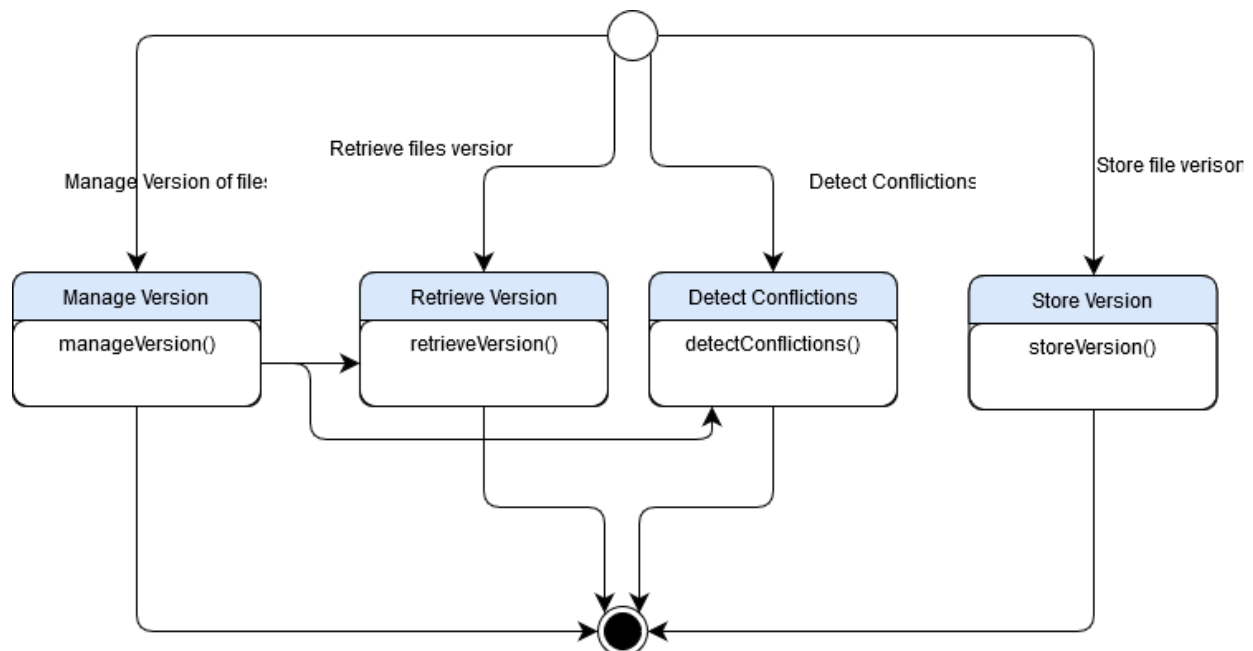 Retrieve files version
Manage Version of files
Detect Conflictions
Store file verison
Manage Version
manageVersion()
Retrieve Version
retrieveVersion()
Detect Conflictions
detectConflictions()
Store Version
storeVersion()